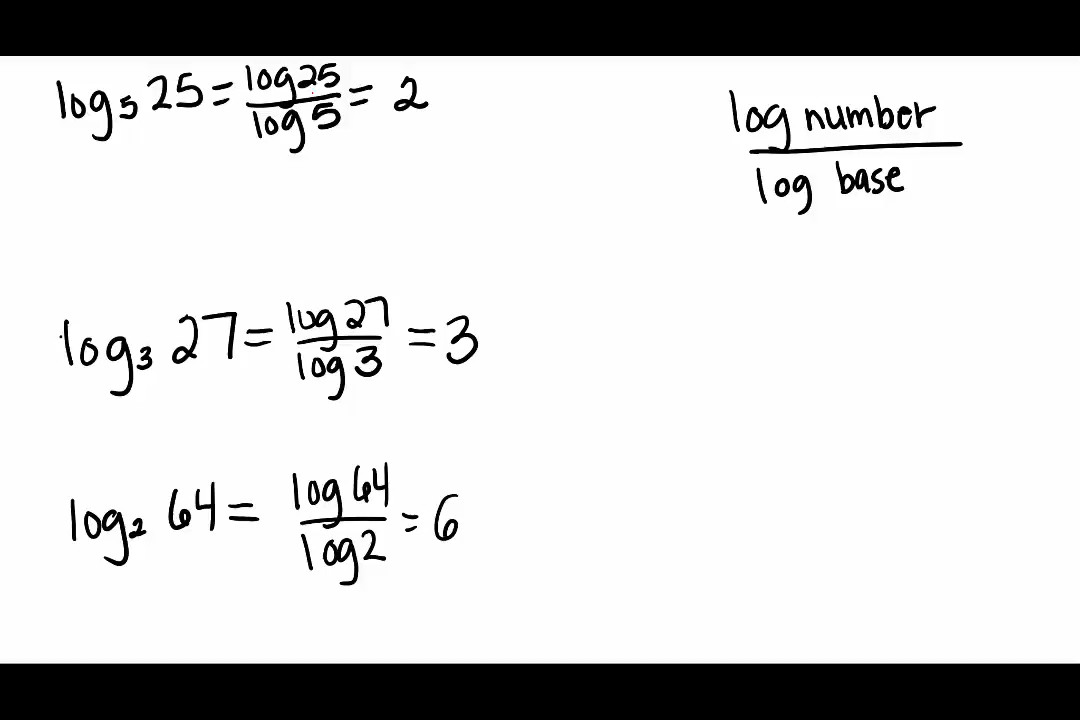 log₅ 25 = log 25 / log 5 = 2
log number / log base
log₃ 27 = log 27 / log 3 = 3
log₂ 64 = log 64 / log 2 = 6